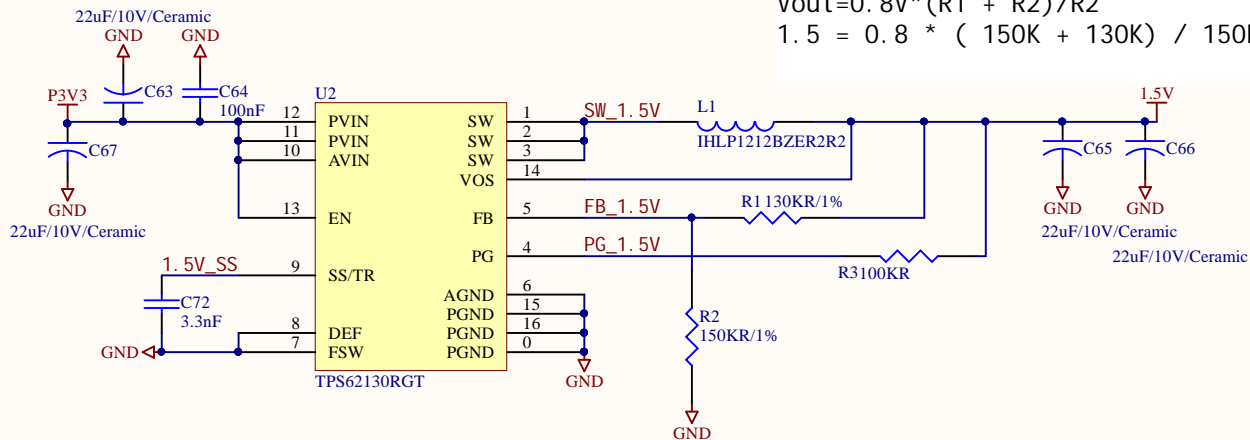 Vout=0.8V*(R1 + R2)/R2
1.5 = 0.8 * ( 150K + 130K) / 150
22uF/10V/Ceramic
GND
GND
P3V3
C63
C64
100nF
C67
GND
22uF/10V/Ceramic
U2
12
PVIN
11
PVIN
10
AVIN
13
EN
9
SS/TR
8
DEF
7
FSW
SW
1
SW
2
SW
3
VOS
14
FB
5
PG
4
AGND
6
PGND
15
PGND
16
PGND
0
TPS62130RGT
1.5V_SS
C72
3.3nF
GND
SW_1.5V
L1
IHLP1212BZER2R2
FB_1.5V
R1 130KR/1%
PG_1.5V
R3 100KR
R2
150KR/1%
GND
GND
1.5V
C65
C66
GND
GND
22uF/10V/Ceramic
22uF/10V/Ceramic